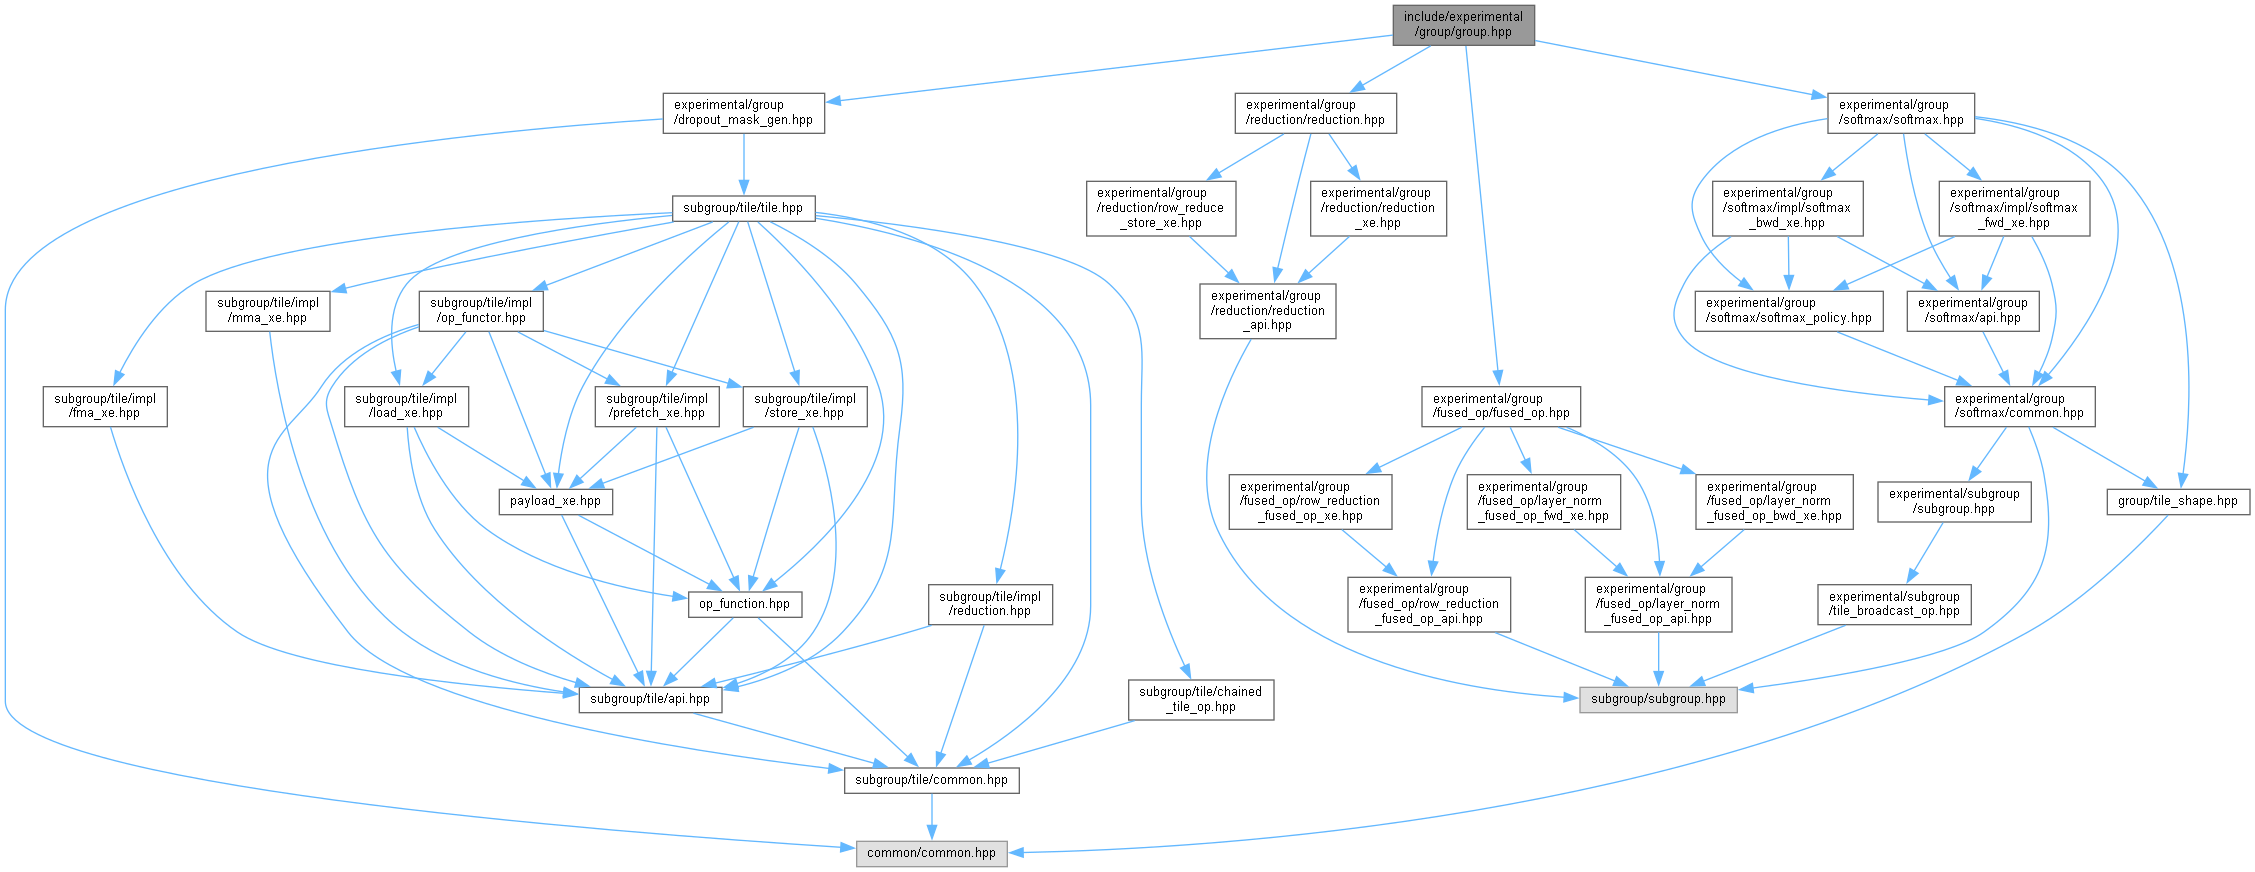 include/experimental
/group/group.hpp
experimental/group
/dropout_mask_gen.hpp
experimental/group
/reduction/reduction.hpp
experimental/group
/softmax/softmax.hpp
subgroup/tile/tile.hpp
experimental/group
/reduction/row_reduce
_store_xe.hpp
experimental/group
/reduction/reduction
_xe.hpp
experimental/group
/softmax/impl/softmax
_bwd_xe.hpp
experimental/group
/softmax/impl/softmax
_fwd_xe.hpp
subgroup/tile/impl
/mma_xe.hpp
subgroup/tile/impl
/op_functor.hpp
experimental/group
/reduction/reduction
_api.hpp
experimental/group
/softmax/softmax_policy.hpp
experimental/group
/softmax/api.hpp
subgroup/tile/impl
/fma_xe.hpp
subgroup/tile/impl
/load_xe.hpp
subgroup/tile/impl
/prefetch_xe.hpp
subgroup/tile/impl
/store_xe.hpp
experimental/group
/fused_op/fused_op.hpp
experimental/group
/softmax/common.hpp
payload_xe.hpp
experimental/group
/fused_op/row_reduction
_fused_op_xe.hpp
experimental/group
/fused_op/layer_norm
_fused_op_fwd_xe.hpp
experimental/group
/fused_op/layer_norm
_fused_op_bwd_xe.hpp
experimental/subgroup
/subgroup.hpp
group/tile_shape.hpp
op_function.hpp
subgroup/tile/impl
/reduction.hpp
experimental/group
/fused_op/row_reduction
_fused_op_api.hpp
experimental/group
/fused_op/layer_norm
_fused_op_api.hpp
experimental/subgroup
/tile_broadcast_op.hpp
subgroup/tile/api.hpp
subgroup/tile/chained
_tile_op.hpp
subgroup/subgroup.hpp
subgroup/tile/common.hpp
common/common.hpp